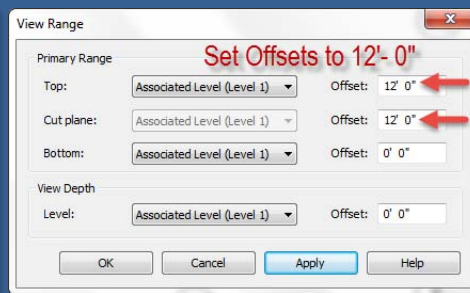 View Range
Set Offsets to 12'- 0"
Primary Range
Top: Associated Level (Level 1) Offset: 12' 0"
Cut plane: Associated Level (Level 1) Offset: 12' 0"
Bottom: Associated Level (Level 1) Offset: 0' 0"
View Depth
Level: Associated Level (Level 1) Offset: 0' 0"
OK Cancel Apply Help